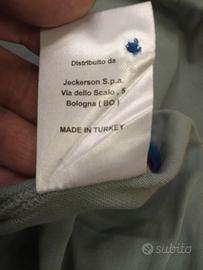 Distribuito da
Jeckerson S.p.a.
Via dello Scalo , 5
Bologna ( BO )
MADE IN TURKEY
subito